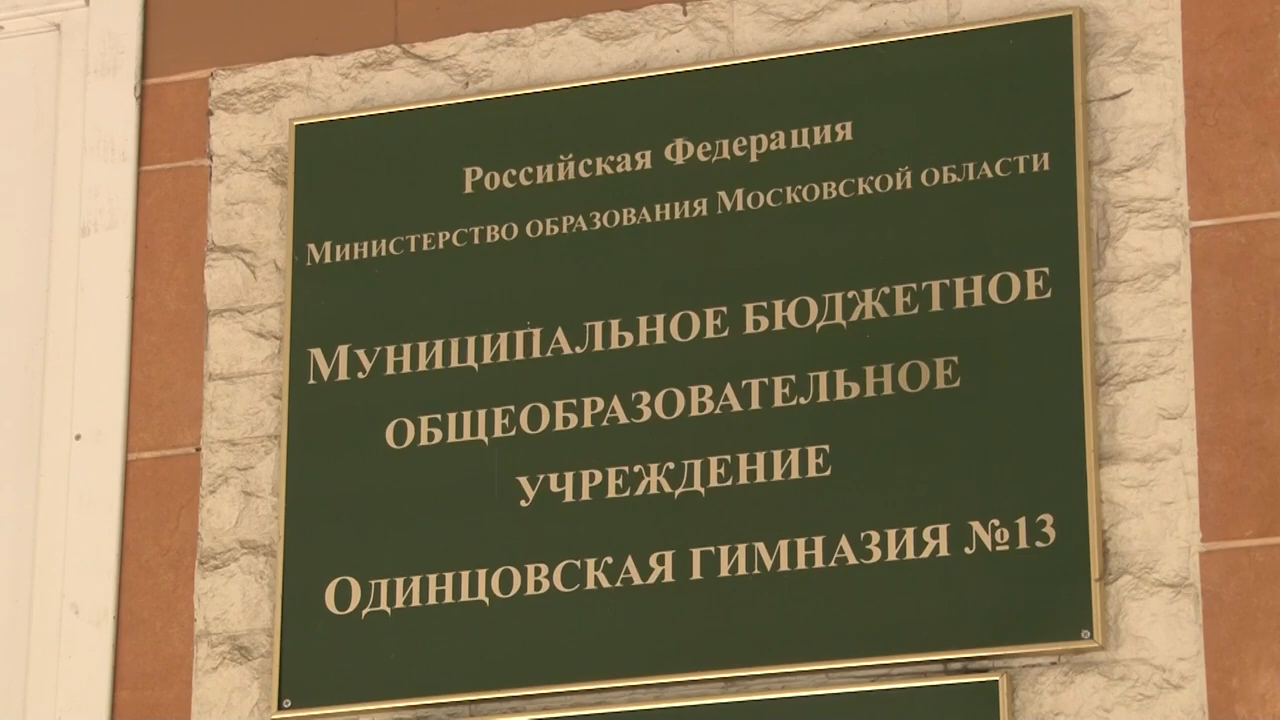 Российская Федерация
Министерство образования Московской области
Муниципальное бюджетное
общеобразовательное
учреждение
Одинцовская гимназия №13